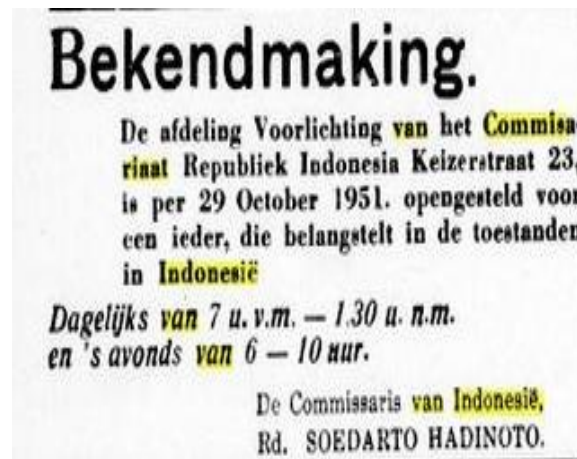 Bekendmaking.
De afdeling Voorlichting van het Commisa-
riaat Republiek Indonesia Keizerstraat 23,
is per 29 October 1951. opengesteld voor
een ieder, die belangstelt in de toestanden
in Indonesië
Dagelijks van 7 u. v.m. — 1.30 u. n.m.
en 's avonds van 6 — 10 uur.
De Commissaris van Indonesië,
Rd. SOEDARTO HADINOTO.